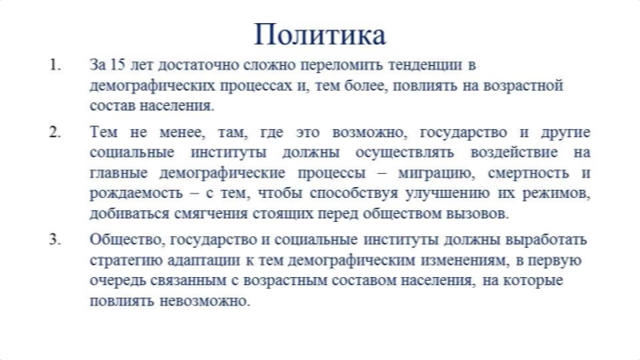 Политика
1. За 15 лет достаточно сложно переломить тенденции в
демографических процессах и, тем более, повлиять на возрастной
состав населения.
2. Тем не менее, там, где это возможно, государство и другие
социальные институты должны осуществлять воздействие на
главные демографические процессы – миграцию, смертность и
рождаемость – с тем, чтобы способствуя улучшению их режимов,
добиваться смягчения стоящих перед обществом вызовов.
3. Общество, государство и социальные институты должны выработать
стратегию адаптации к тем демографическим изменениям, в первую
очередь связанным с возрастным составом населения, на которые
повлиять невозможно.